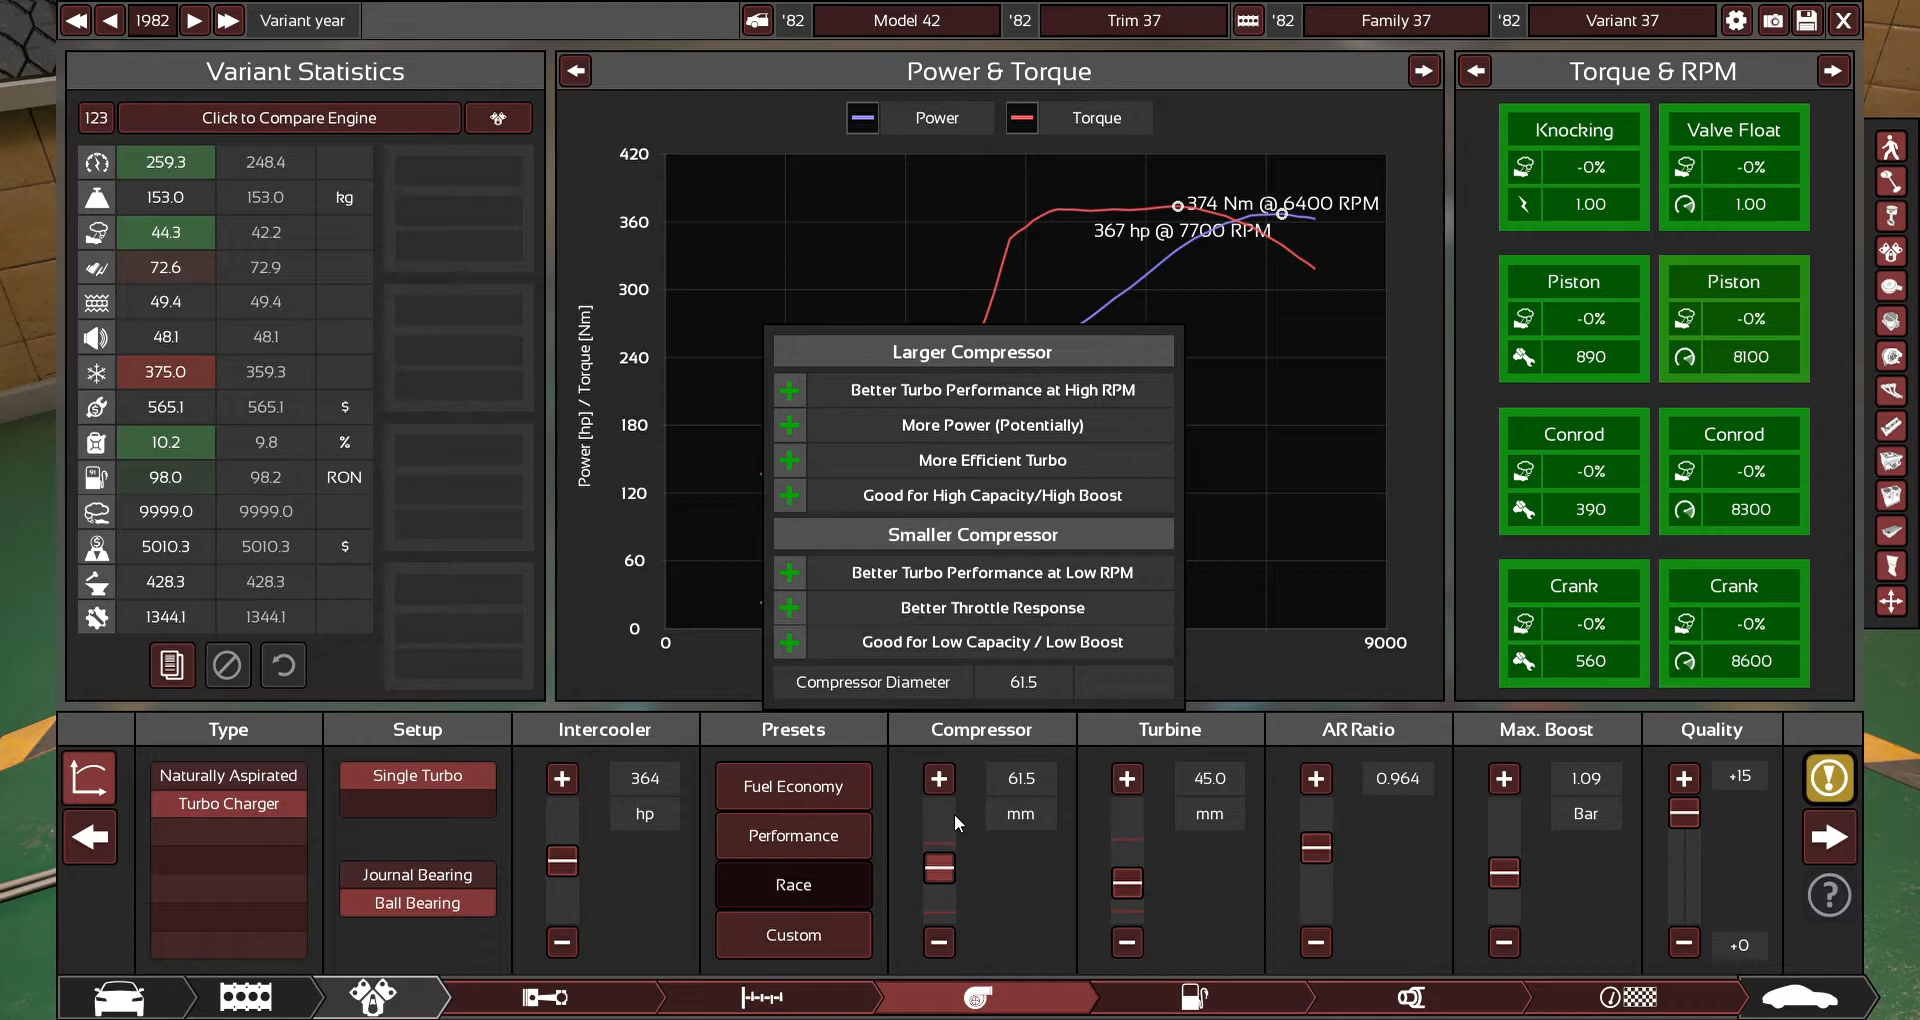 1982
Variant year
'82
Model 42
'82
Trim 37
'82
Family 37
'82
Variant 37
X
Variant Statistics
123
Click to Compare Engine
259.3 248.4
153.0 153.0 kg
44.3 42.2
72.6 72.9
49.4 49.4
48.1 48.1
375.0 359.3
565.1 565.1 $
10.2 9.8 %
98.0 98.2 RON
9999.0 9999.0
5010.3 5010.3 $
428.3 428.3
1344.1 1344.1
Power & Torque
Power
Torque
Power [hp] / Torque [Nm]
420
360
300
240
180
120
60
0
0
9000
374 Nm @ 6400 RPM
367 hp @ 7700 RPM
Larger Compressor
Better Turbo Performance at High RPM
More Power (Potentially)
More Efficient Turbo
Good for High Capacity/High Boost
Smaller Compressor
Better Turbo Performance at Low RPM
Better Throttle Response
Good for Low Capacity / Low Boost
Compressor Diameter 61.5
Torque & RPM
Knocking
-0%
1.00
Valve Float
-0%
1.00
Piston
-0%
890
Piston
-0%
8100
Conrod
-0%
390
Conrod
-0%
8300
Crank
-0%
560
Crank
-0%
8600
Type
Naturally Aspirated
Turbo Charger
Setup
Single Turbo
Journal Bearing
Ball Bearing
Intercooler
364
hp
Presets
Fuel Economy
Performance
Race
Custom
Compressor
61.5
mm
Turbine
45.0
mm
AR Ratio
0.964
Max. Boost
1.09
Bar
Quality
+15
+0
?